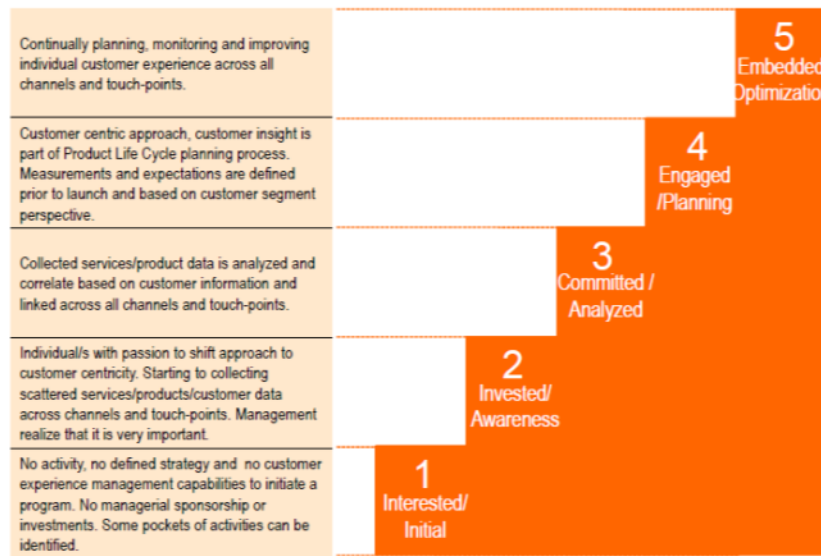 Continually planning, monitoring and improving
individual customer experience across all
channels and touch-points.
5
Embedded
Optimization
Customer centric approach, customer insight is
part of Product Life Cycle planning process.
Measurements and expectations are defined
prior to launch and based on customer segment
perspective.
4
Engaged
/Planning
Collected services/product data is analyzed and
correlate based on customer information and
linked across all channels and touch-points.
3
Committed /
Analyzed
Individual/s with passion to shift approach to
customer centricity. Starting to collecting
scattered services/products/customer data
across channels and touch-points. Management
realize that it is very important.
2
Invested/
Awareness
No activity, no defined strategy and no customer
experience management capabilities to initiate a
program. No managerial sponsorship or
investments. Some pockets of activities can be
identified.
1
Interested/
Initial